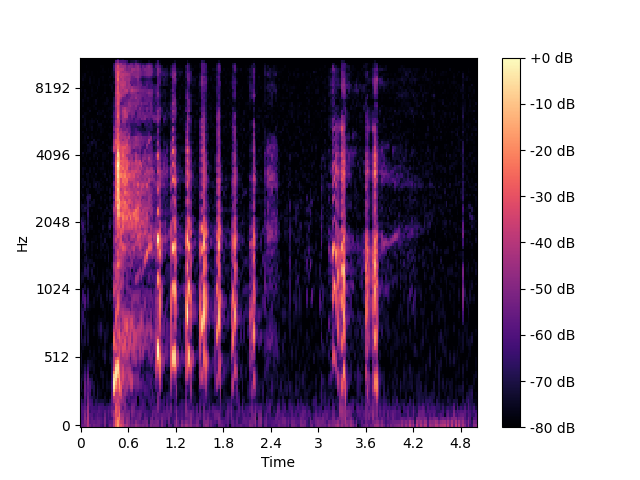 8192
4096
2048
1024
512
0
Hz
0 0.6 1.2 1.8 2.4 3 3.6 4.2 4.8
Time
+0 dB
-10 dB
-20 dB
-30 dB
-40 dB
-50 dB
-60 dB
-70 dB
-80 dB